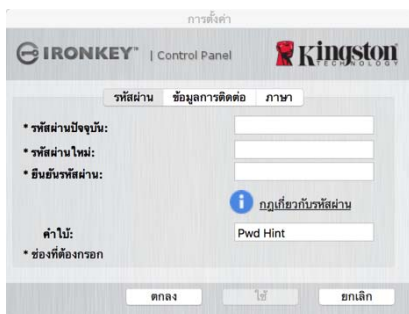 การตั้งค่า
IRONKEY™ | Control Panel Kingston TECHNOLOGY
รหัสผ่าน ข้อมูลการติดต่อ ภาษา
* รหัสผ่านปัจจุบัน:
* รหัสผ่านใหม่:
* ยืนยันรหัสผ่าน:
i กฎเกี่ยวกับรหัสผ่าน
คำใบ้: Pwd Hint
* ช่องที่ต้องกรอก
ตกลง ใช้ ยกเลิก